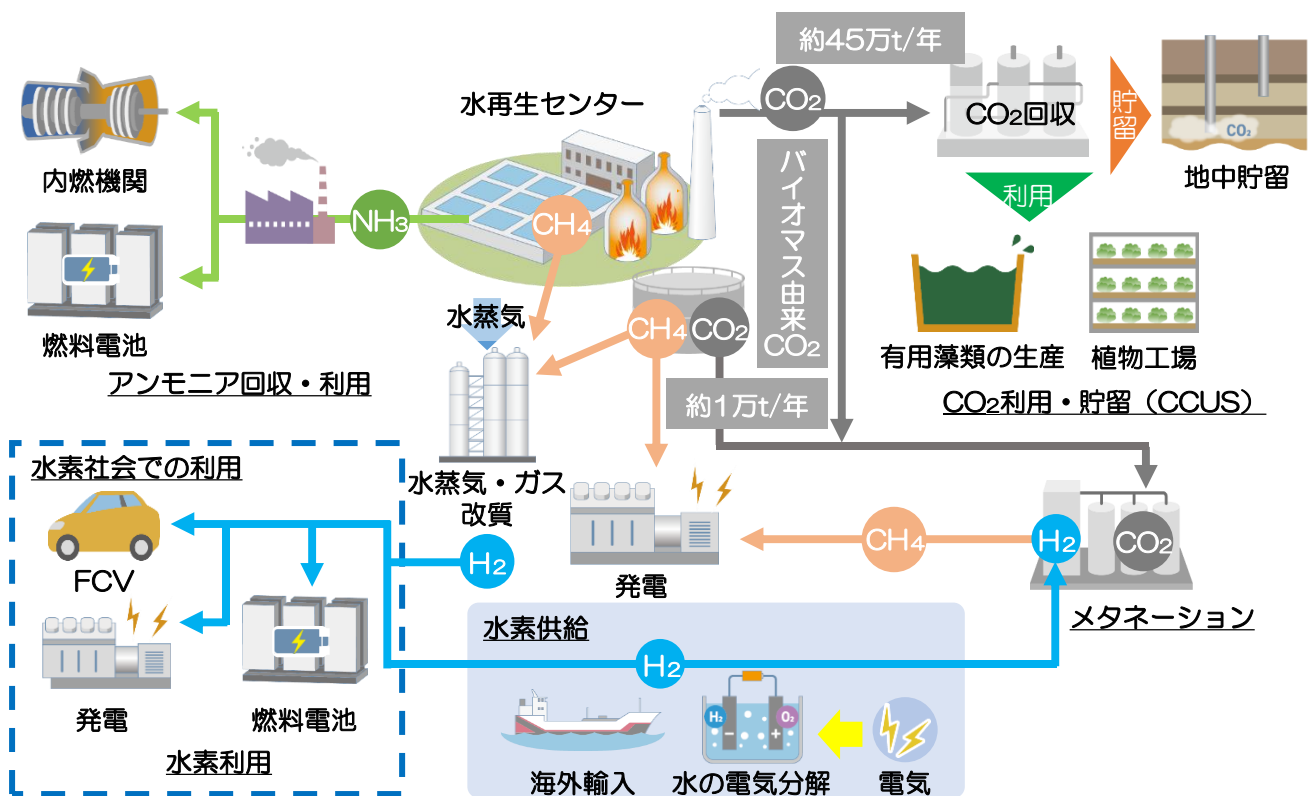 約45万t/年
CO2
CO2回収
貯留
CO2
地中貯留
利用
有用藻類の生産
植物工場
CO2利用・貯留（CCUS）
水再生センター
CH4
NH3
内燃機関
燃料電池
アンモニア回収・利用
バイオマス由来
CO2
水蒸気
CH4
CO2
約1万t/年
水蒸気・ガス
改質
H2
発電
CH4
H2
CO2
メタネーション
水素社会での利用
FCV
発電
燃料電池
水素利用
水素供給
H2
海外輸入
H2
O2
－
＋
水の電気分解
電気